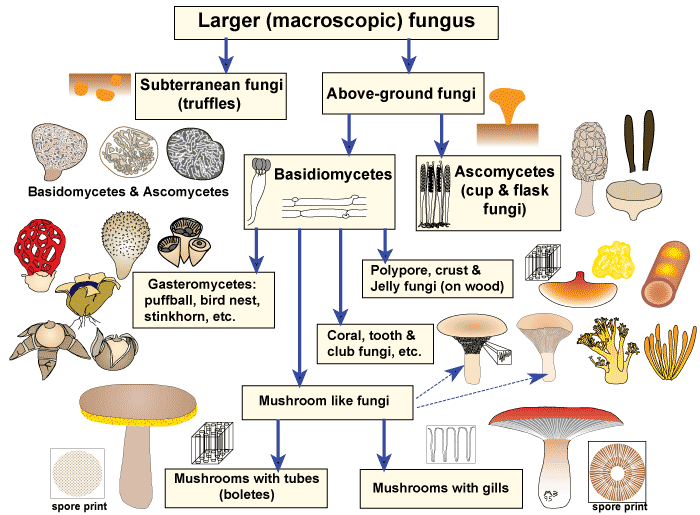 Larger (macroscopic) fungus
Subterranean fungi
(truffles)
Above-ground fungi
Basidomycetes & Ascomycetes
Basidiomycetes
Ascomycetes
(cup & flask
fungi)
Gasteromycetes:
puffball, bird nest,
stinkhorn, etc.
Polypore, crust &
Jelly fungi (on wood)
Coral, tooth &
club fungi, etc.
Mushroom like fungi
Mushrooms with tubes
(boletes)
Mushrooms with gills
spore print
spore print